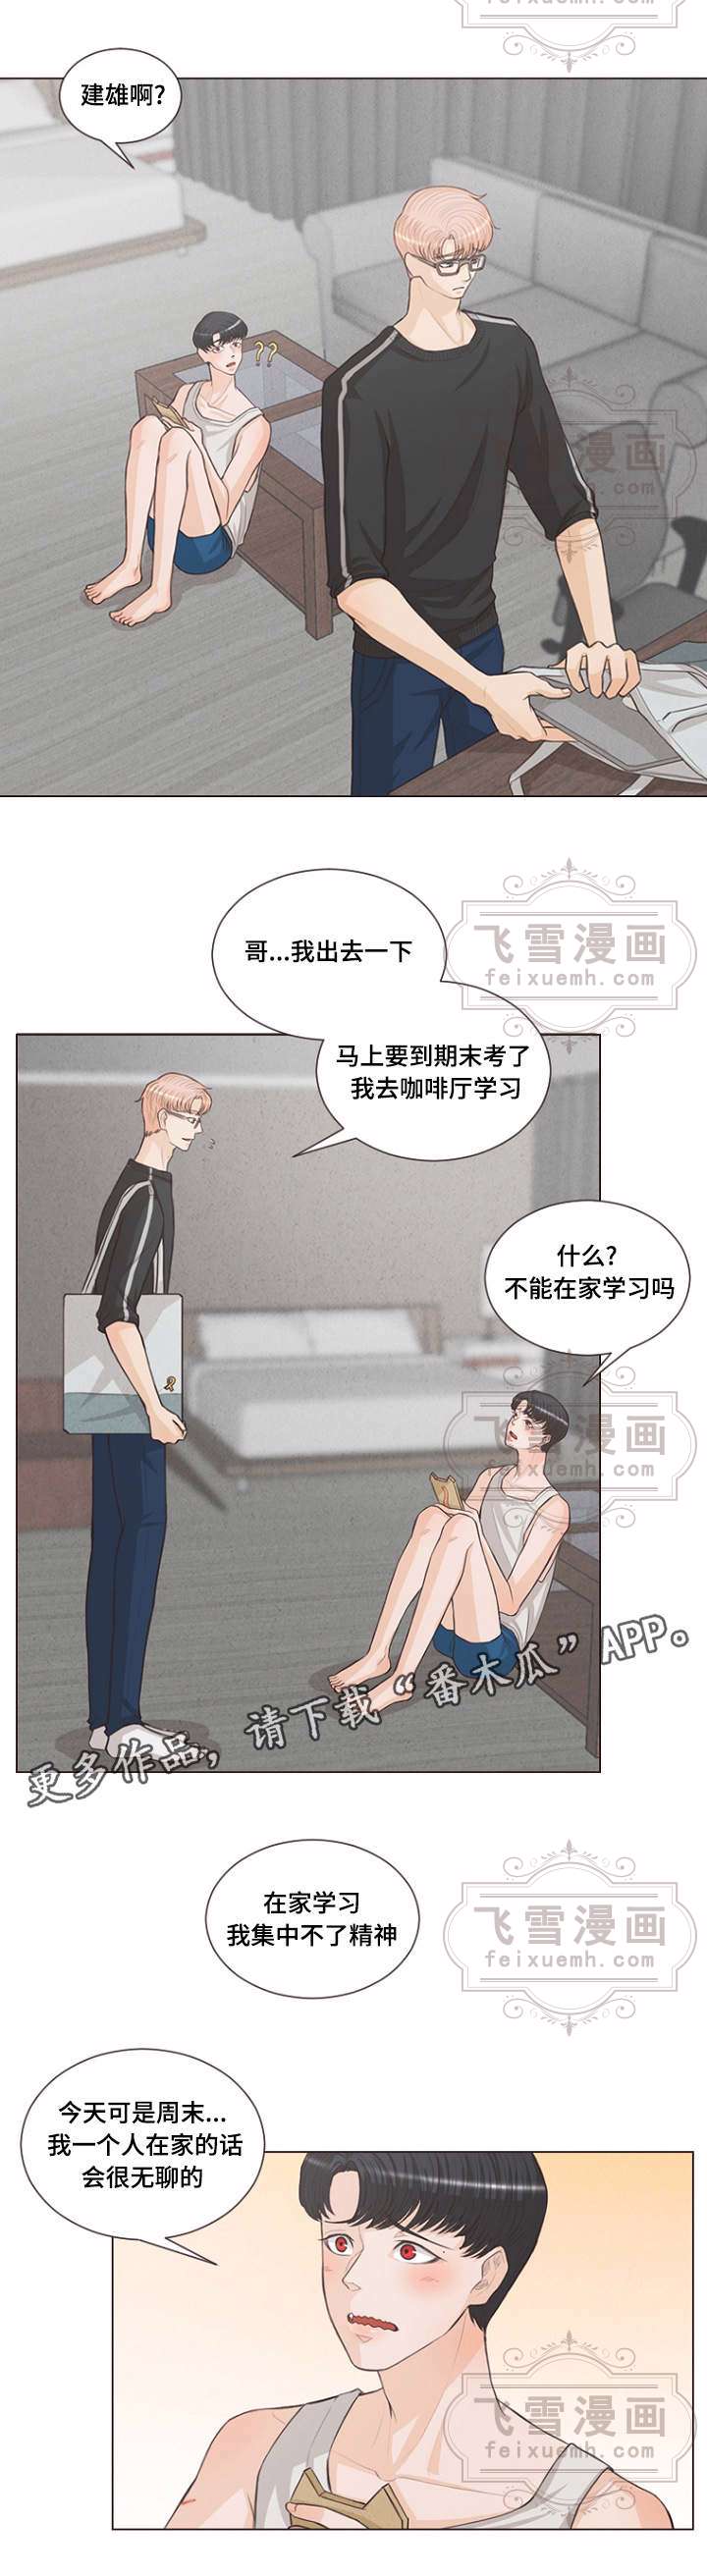 feixuemh.com
建雄啊?
??
飞雪漫画
feixuemh.com
哥...我出去一下
飞雪漫画
feixuemh.com
马上要到期末考了
我去咖啡厅学习
什么?
不能在家学习吗
飞雪漫画
feixuemh.com
更多作品，请下载“番木瓜”APP。
在家学习
我集中不了精神
飞雪漫画
feixuemh.com
今天可是周末...
我一个人在家的话
会很无聊的
飞雪漫画
feixuemh.com